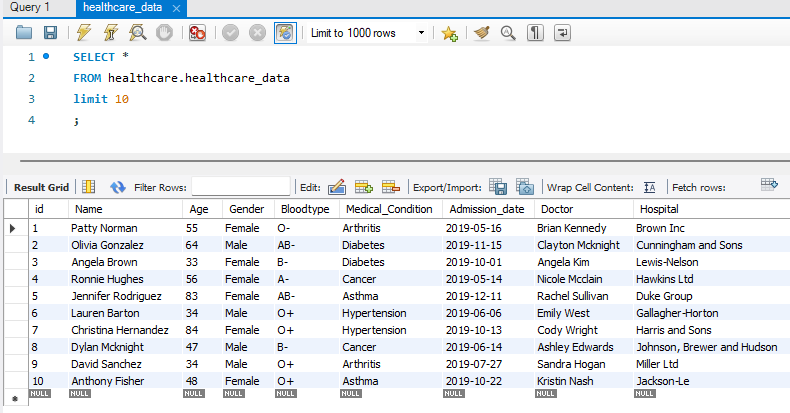 Query 1 healthcare_data
Limit to 1000 rows
1 SELECT *
2 FROM healthcare.healthcare_data
3 limit 10
4 ;
Result Grid Filter Rows: Edit: Export/Import: Wrap Cell Content: IA Fetch rows:
id Name Age Gender Bloodtype Medical_Condition Admission_date Doctor Hospital
1 Patty Norman 55 Female O- Arthritis 2019-05-16 Brian Kennedy Brown Inc
2 Olivia Gonzalez 64 Male AB- Diabetes 2019-11-15 Clayton Mcknight Cunningham and Sons
3 Angela Brown 33 Female B- Diabetes 2019-10-01 Angela Kim Lewis-Nelson
4 Ronnie Hughes 56 Female A- Cancer 2019-05-14 Nicole Mcclain Hawkins Ltd
5 Jennifer Rodriguez 83 Female AB- Asthma 2019-12-11 Rachel Sullivan Duke Group
6 Lauren Barton 34 Male O+ Hypertension 2019-06-06 Emily West Gallagher-Horton
7 Christina Hernandez 84 Female O+ Hypertension 2019-10-13 Cody Wright Harris and Sons
8 Dylan Mcknight 47 Male B- Cancer 2019-06-14 Ashley Edwards Johnson, Brewer and Hudson
9 David Sanchez 34 Male O+ Arthritis 2019-07-27 Sandra Hogan Miller Ltd
10 Anthony Fisher 48 Female O+ Asthma 2019-10-22 Kristin Nash Jackson-Le
NULL NULL NULL NULL NULL NULL NULL NULL NULL